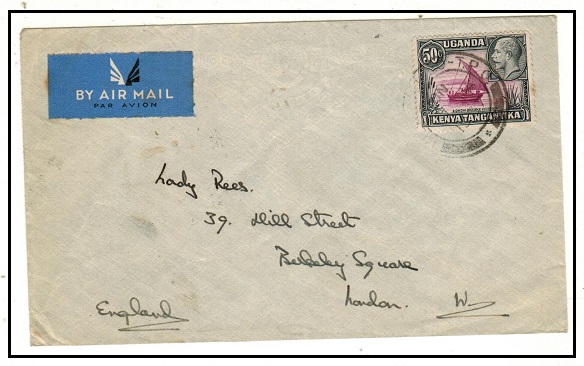 BY AIR MAIL
PAR AVION
50c
UGANDA
KENYA TANGANYIKA
Lady Rees.
39. Hill Street
Berkeley Square
London. W
England